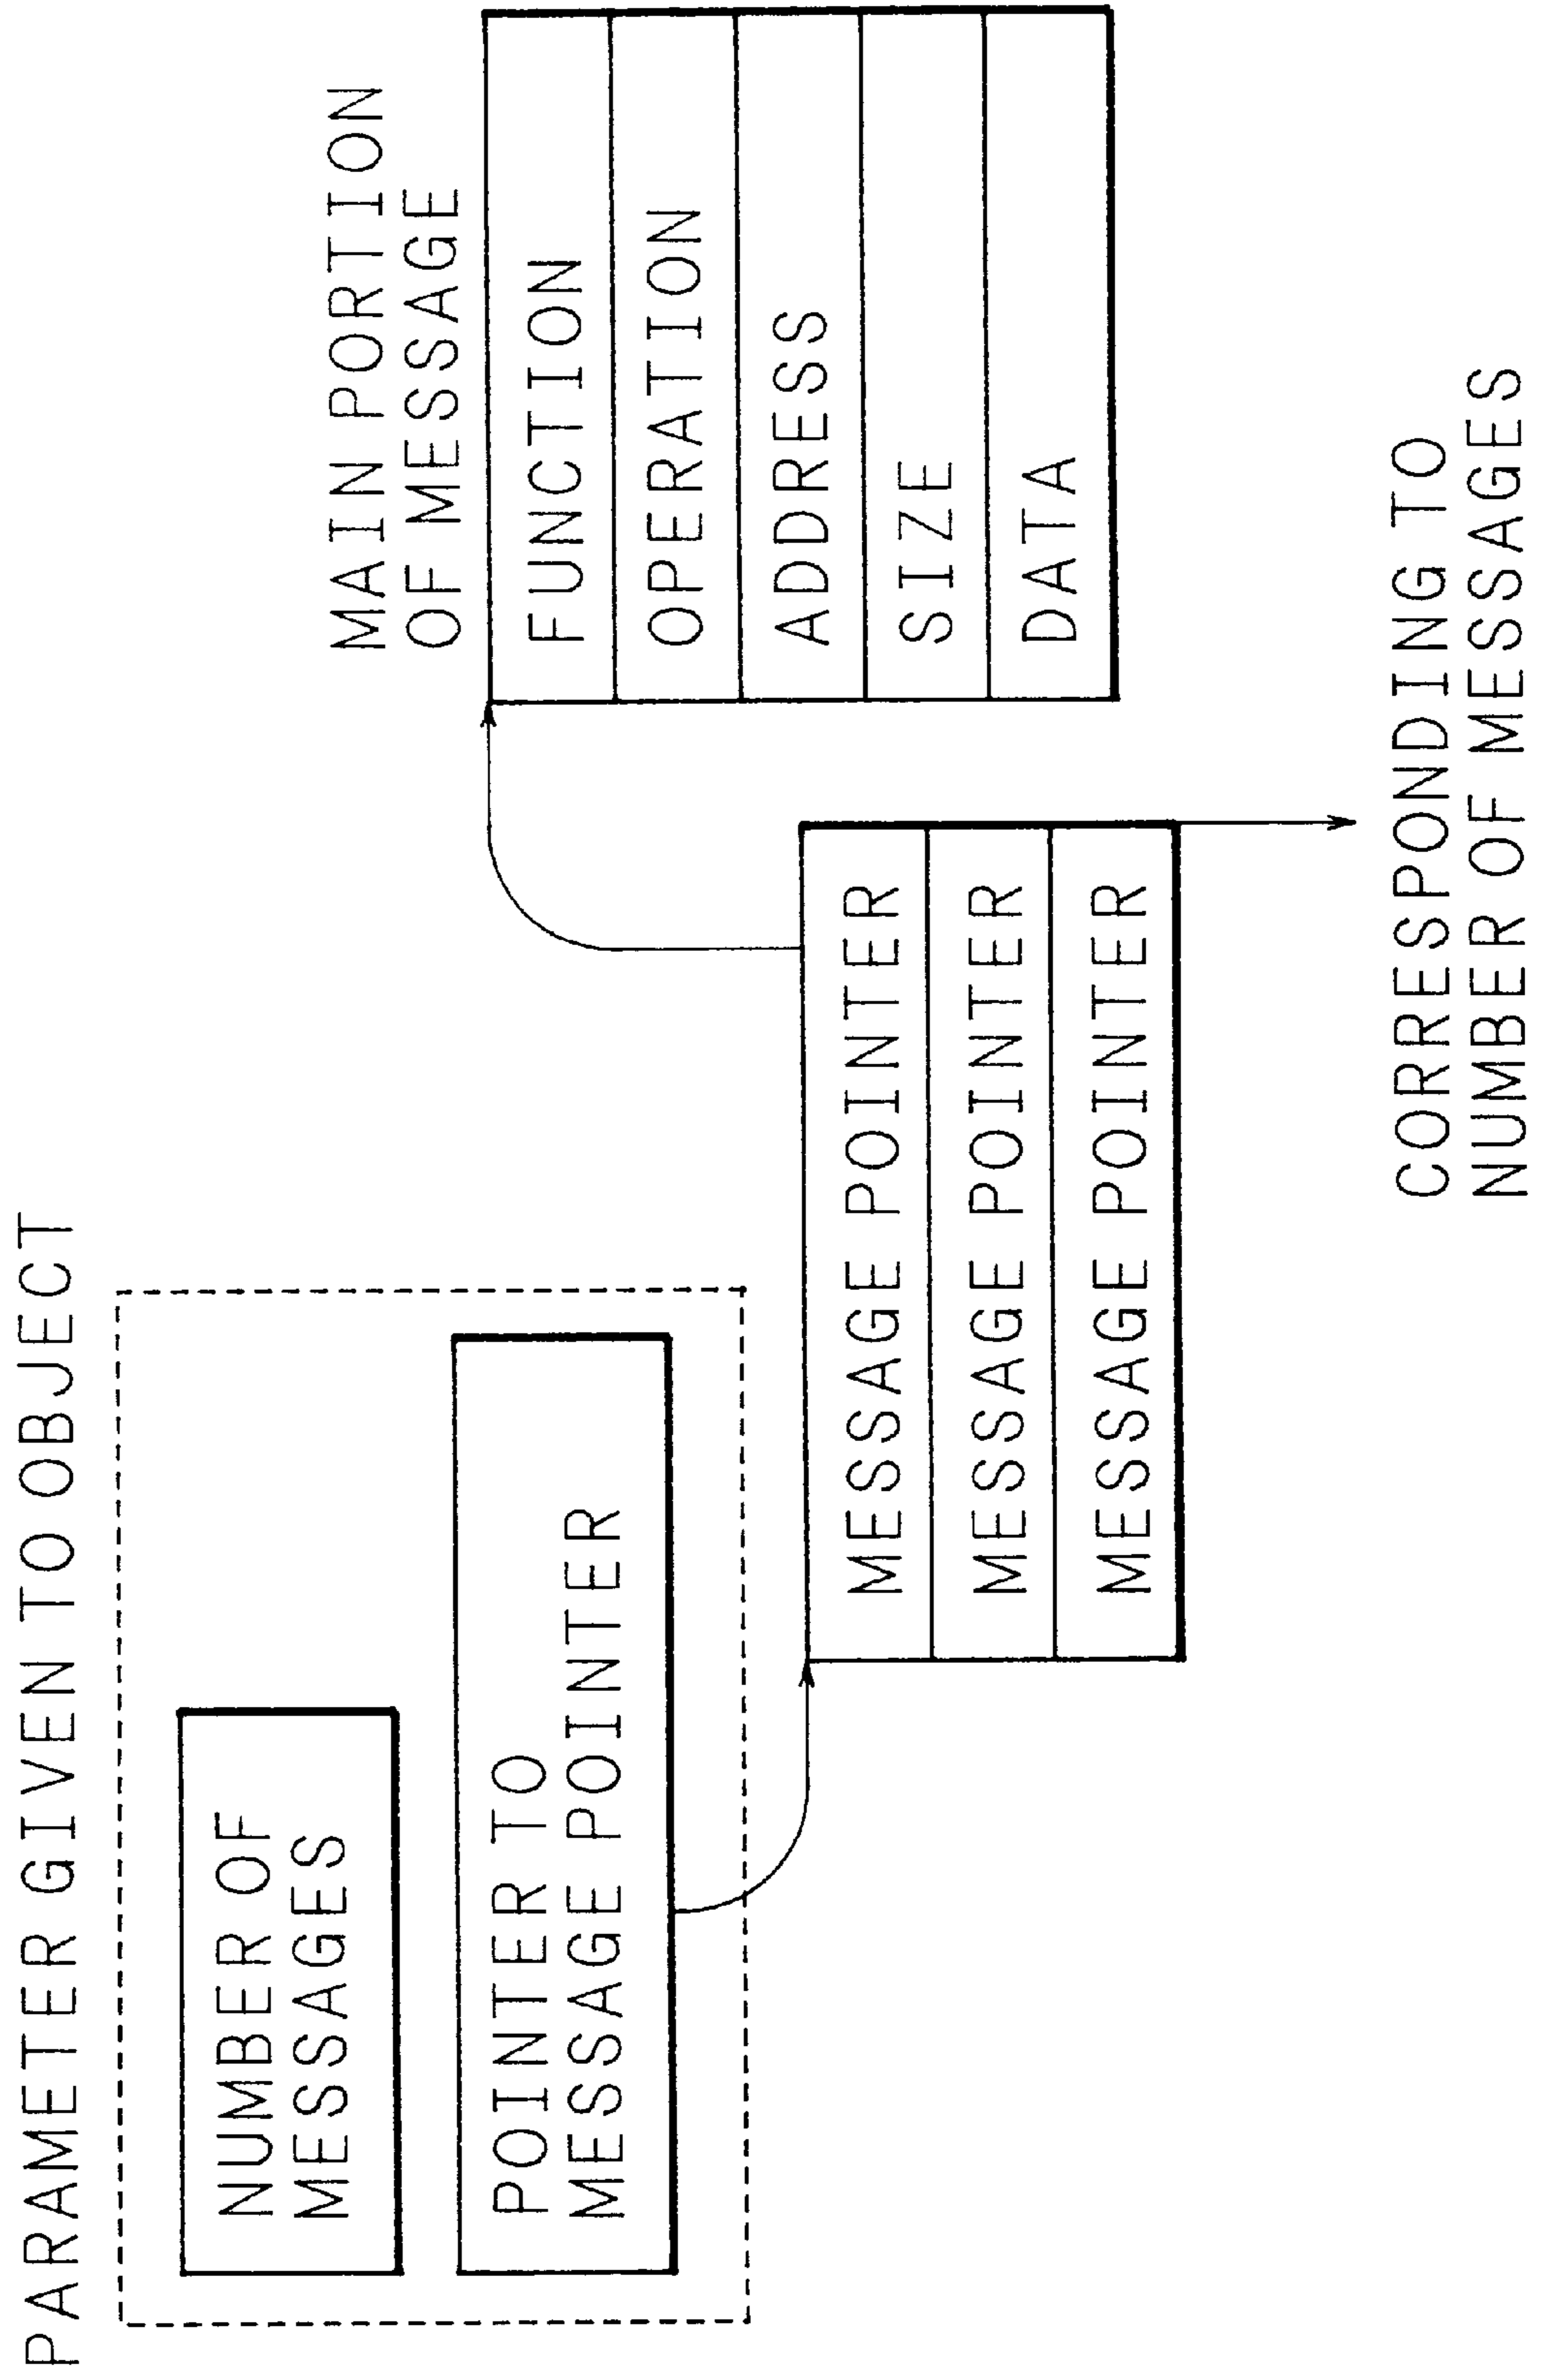 PARAMETER GIVEN TO OBJECT
NUMBER OF
MESSAGES
POINTER TO
MESSAGE POINTER
MESSAGE POINTER
MESSAGE POINTER
MESSAGE POINTER
CORRESPONDING TO
NUMBER OF MESSAGES
MAIN PORTION
OF MESSAGE
FUNCTION
OPERATION
ADDRESS
SIZE
DATA